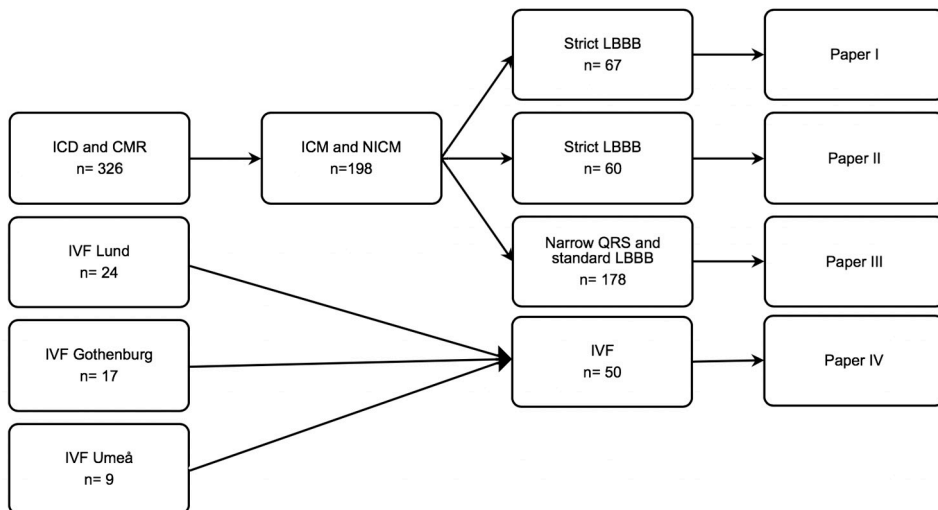 Strict LBBB
n= 67
Paper I
ICD and CMR
n= 326
ICM and NICM
n=198
Strict LBBB
n= 60
Paper II
IVF Lund
n= 24
Narrow QRS and
standard LBBB
n= 178
Paper III
IVF Gothenburg
n= 17
IVF
n= 50
Paper IV
IVF Umeå
n= 9